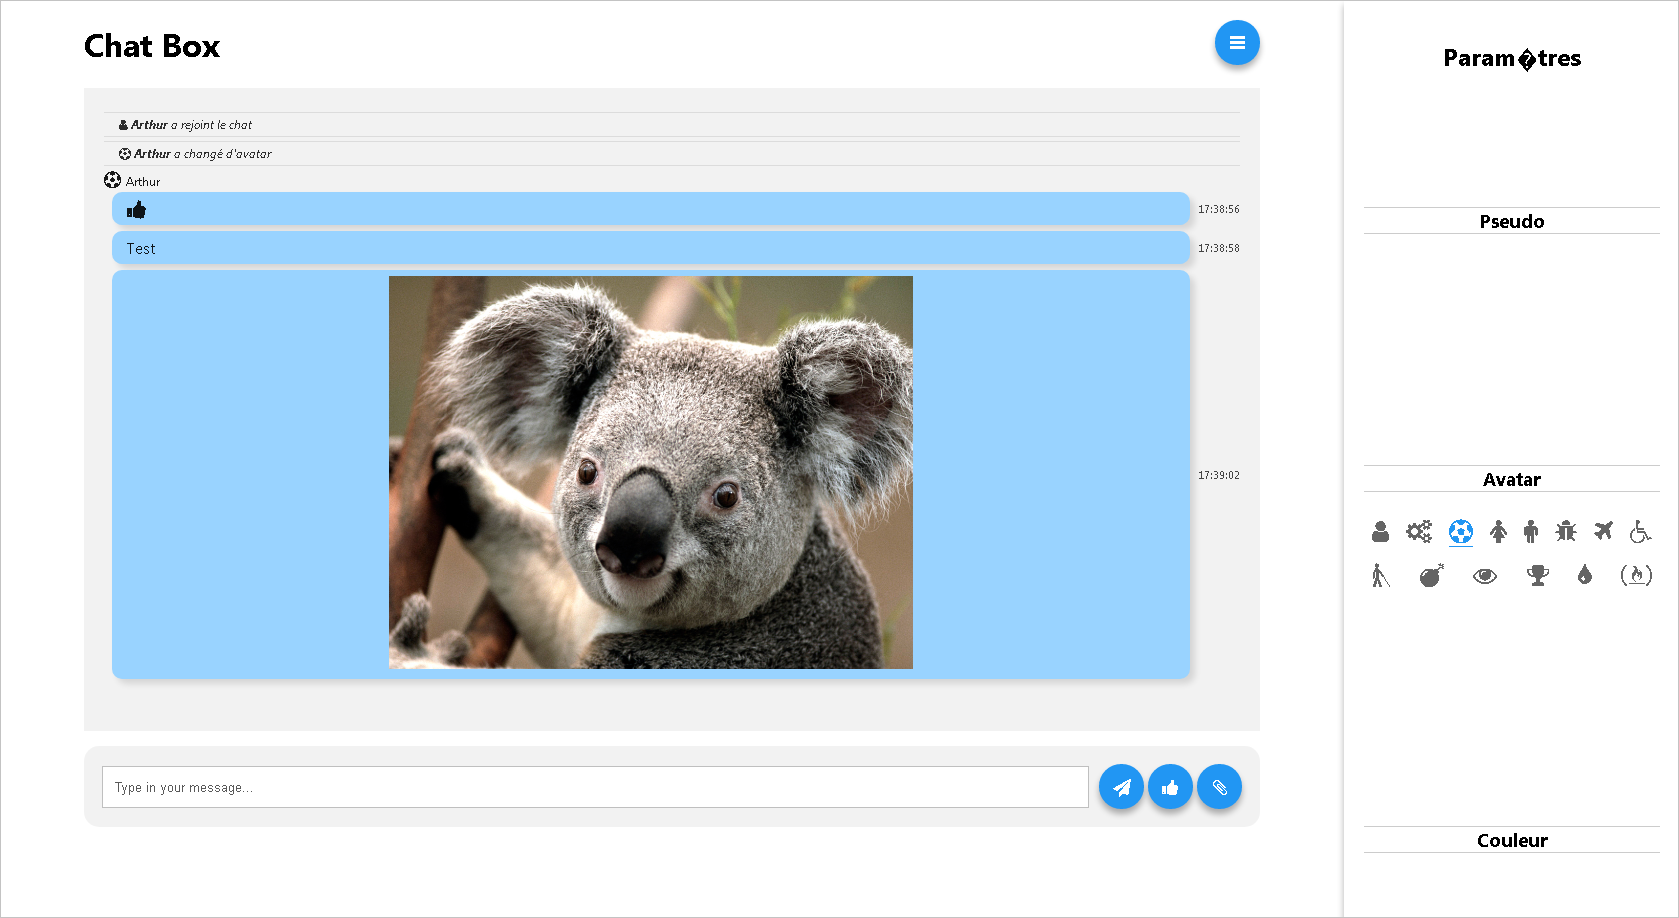 Chat Box
Arthur a rejoint le chat
Arthur a changé d'avatar
Arthur
17:38:56
Test
17:38:58
17:39:02
Type in your message...
Param�tres
Pseudo
Avatar
Couleur